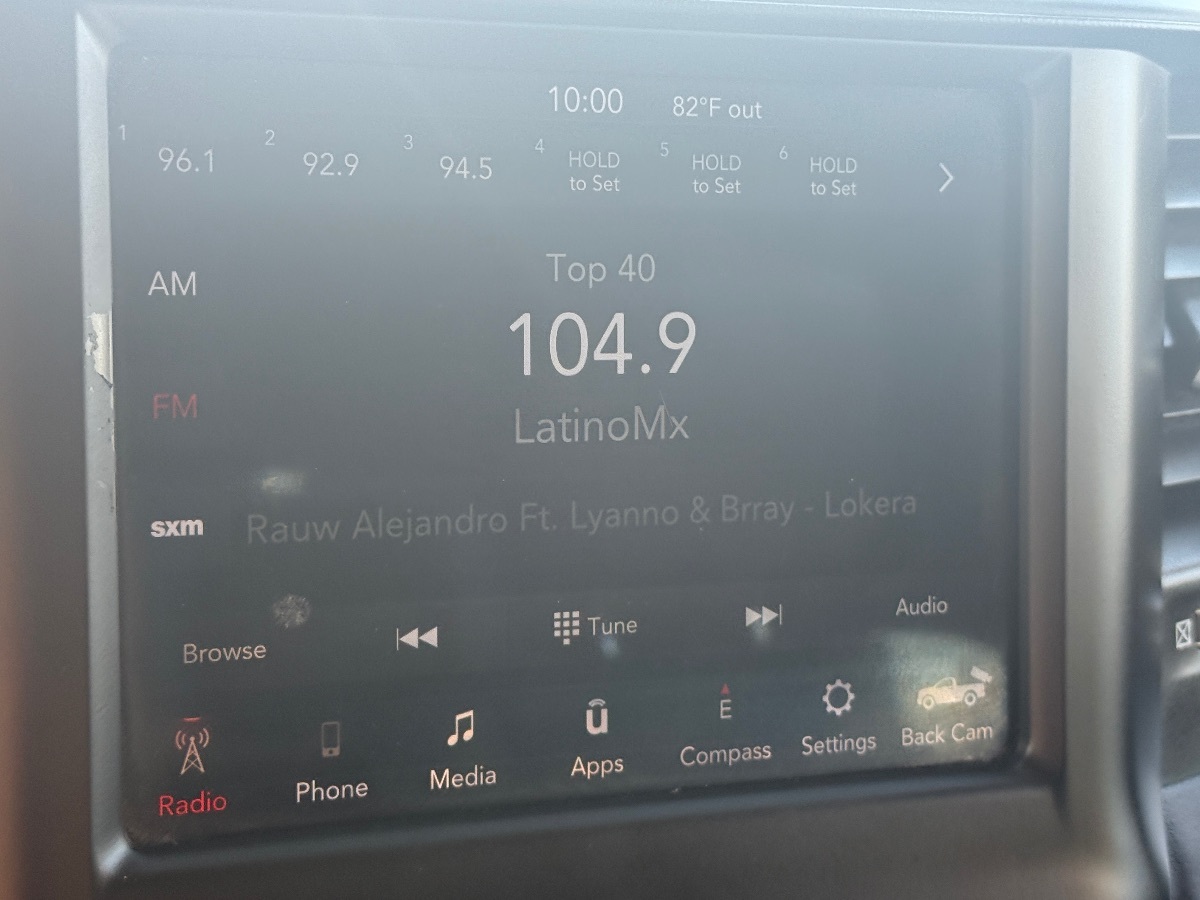 10:00 82°F out
1 96.1 2 92.9 3 94.5 4 HOLD to Set 5 HOLD to Set 6 HOLD to Set
AM
Top 40
104.9
FM
LatinoMx
sxm
Rauw Alejandro Ft. Lyanno & Brray - Lokera
Browse Tune Audio
E
Radio Phone Media Apps Compass Settings Back Cam